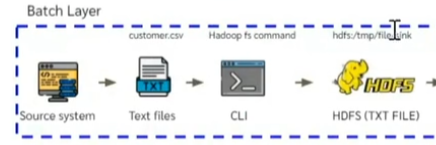 Batch Layer
customer.csv
Hadoop fs command
hdfs:/tmp/file_sink
TXT
HDFS
Source system
Text files
CLI
HDFS (TXT FILE)